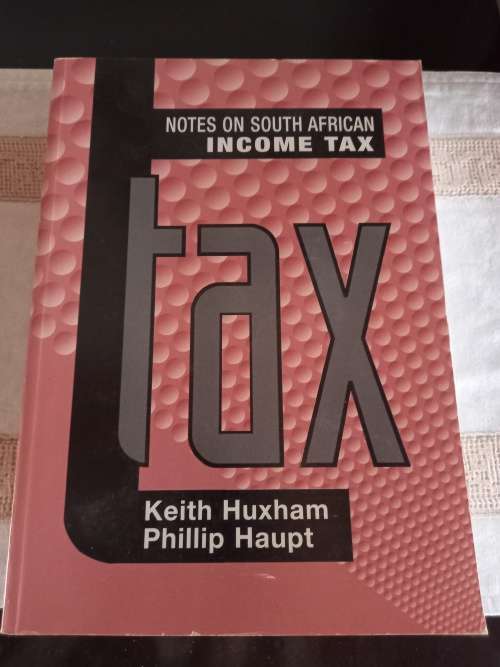 NOTES ON SOUTH AFRICAN
INCOME TAX
tax
Keith Huxham
Phillip Haupt